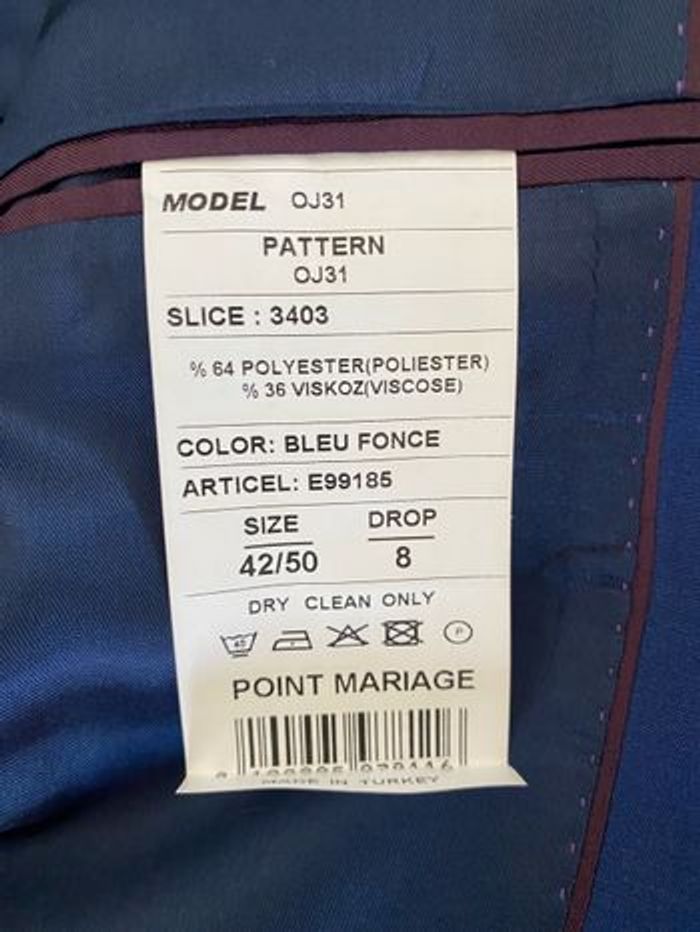 MODEL OJ31
PATTERN
OJ31
SLICE : 3403
% 64 POLYESTER(POLIESTER)
% 36 VISKOZ(VISCOSE)
COLOR: BLEU FONCE
ARTICEL: E99185
SIZE DROP
42/50 8
DRY CLEAN ONLY
40 P
POINT MARIAGE
MADE IN TURKEY